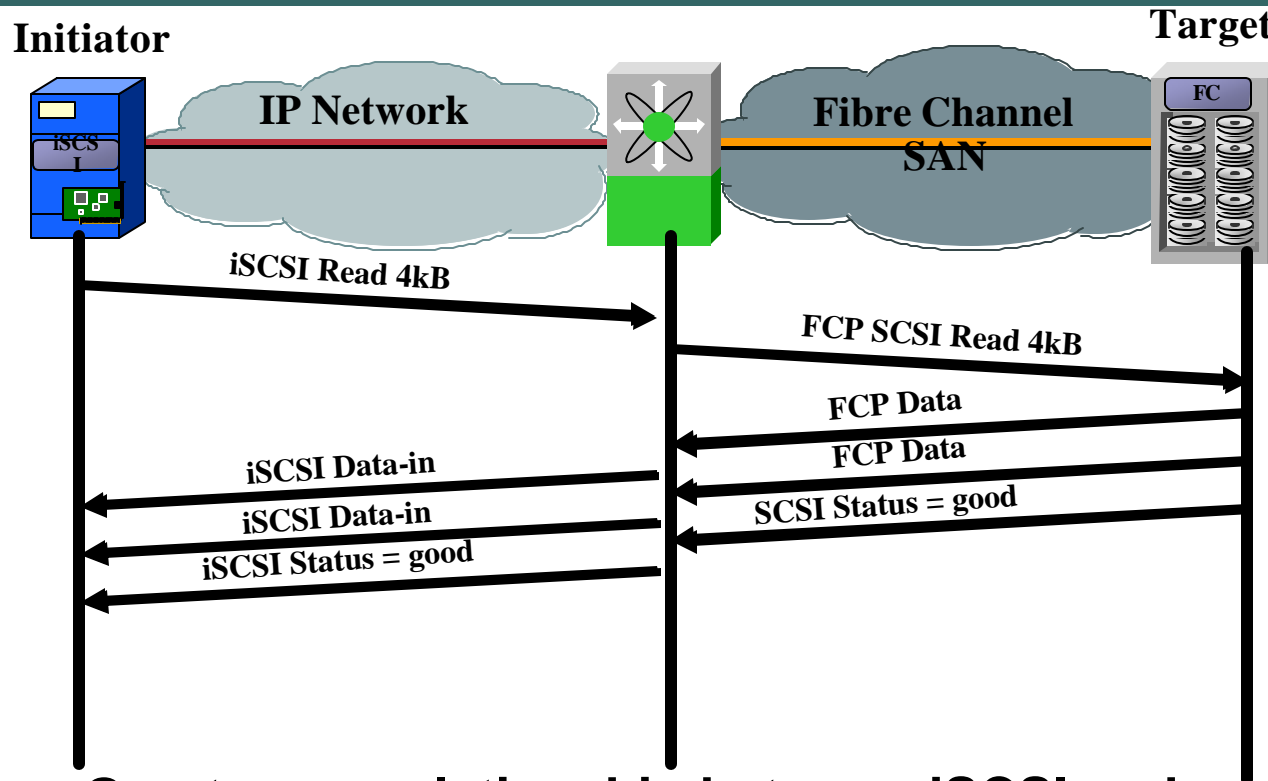 Initiator
Target
IP Network
Fibre Channel
SAN
FC
iSCS
I
iSCSI Read 4kB
FCP SCSI Read 4kB
FCP Data
FCP Data
iSCSI Data-in
SCSI Status = good
iSCSI Data-in
iSCSI Status = good